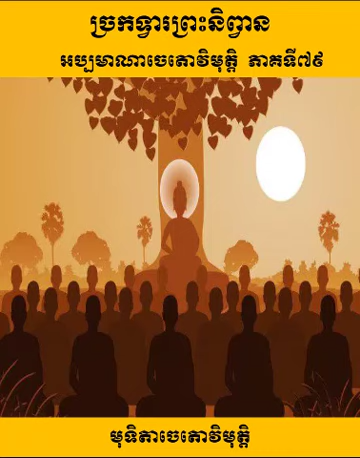 ច្រកទ្វារព្រះនិព្វាន
អប្បមាណាចេតោវិមុត្តិ ភាគទី៧៩
មុទិតាចេតោវិមុត្តិ